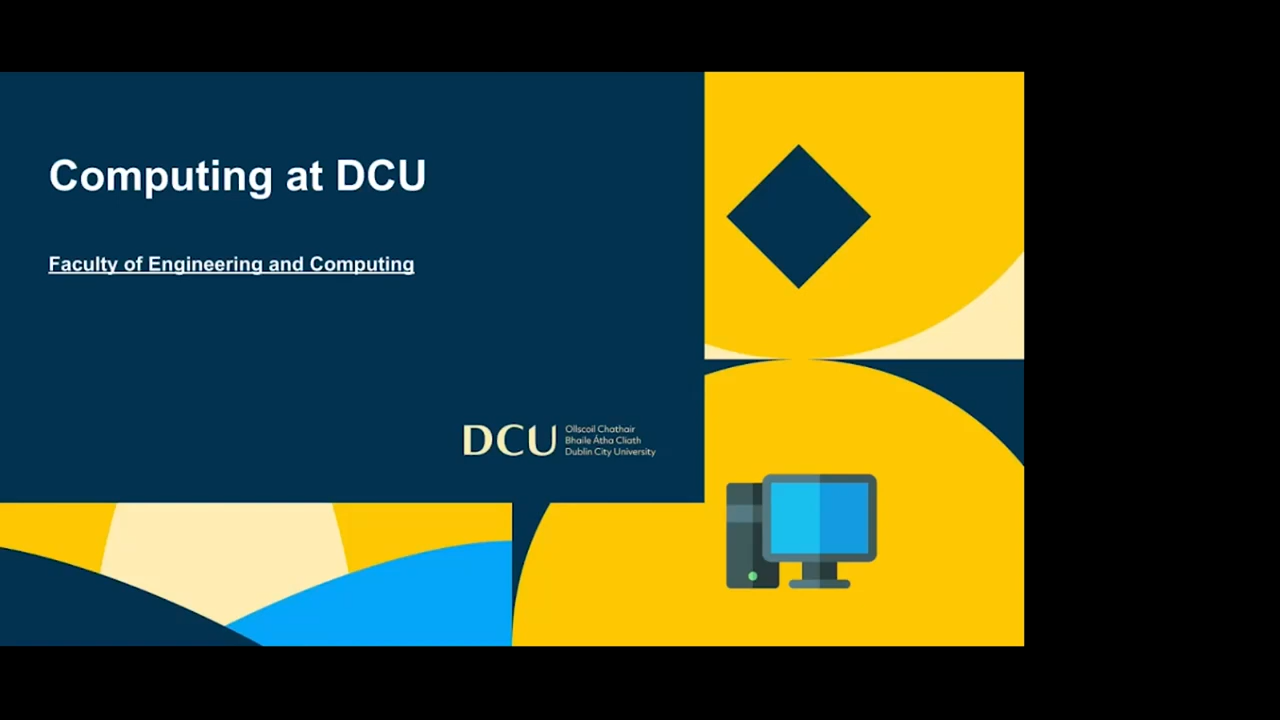 Computing at DCU
Faculty of Engineering and Computing
DCU
Ollscoil Chathair
Bhaile Átha Cliath
Dublin City University